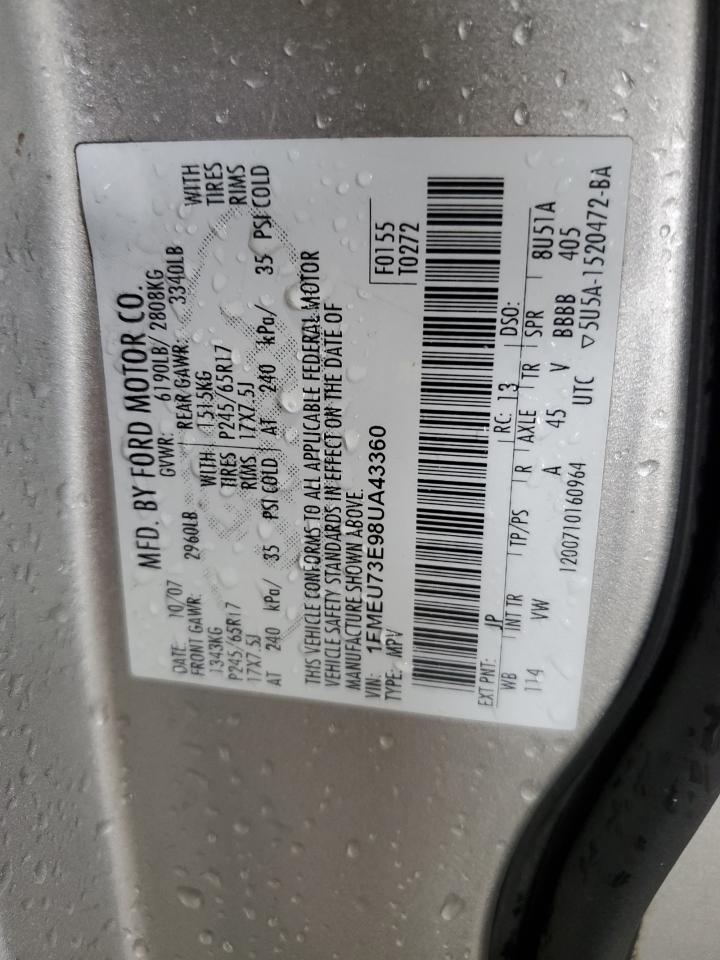 MFD. BY FORD MOTOR CO.
DATE: 10/07 GVWR: 6190LB/ 2808KG
FRONT GAWR: 2960LB REAR GAWR: 3340LB
1343KG WITH 1515KG WITH
P245/65R17 TIRES P245/65R17 TIRES
17X7.5J RIMS 17X7.5J RIMS
AT 240 kPa/ 35 PSI COLD AT 240 kPa/ 35 PSI COLD
THIS VEHICLE CONFORMS TO ALL APPLICABLE FEDERAL MOTOR
VEHICLE SAFETY STANDARDS IN EFFECT ON THE DATE OF
MANUFACTURE SHOWN ABOVE.
VIN: 1FMEU73E98UA43360
TYPE: MPV
F0155
T0272
EXT PNT: JP RC: 13 DSO:
WB INT TR TP/PS R AXLE TR SPR 8U51A
114 VW A 45 V BBBB 405
1200710160964 UTC ▽5U5A-1520472-BA